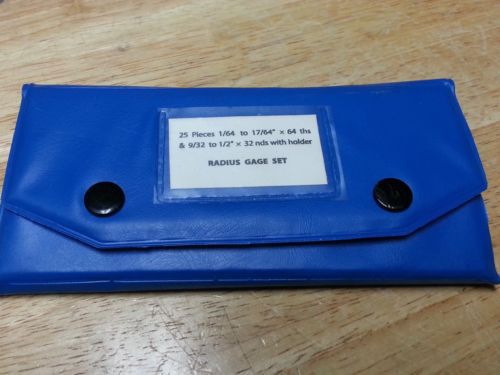 25 Pieces 1/64 to 17/64" × 64 ths
& 9/32 to 1/2" × 32 nds with holder
RADIUS GAGE SET